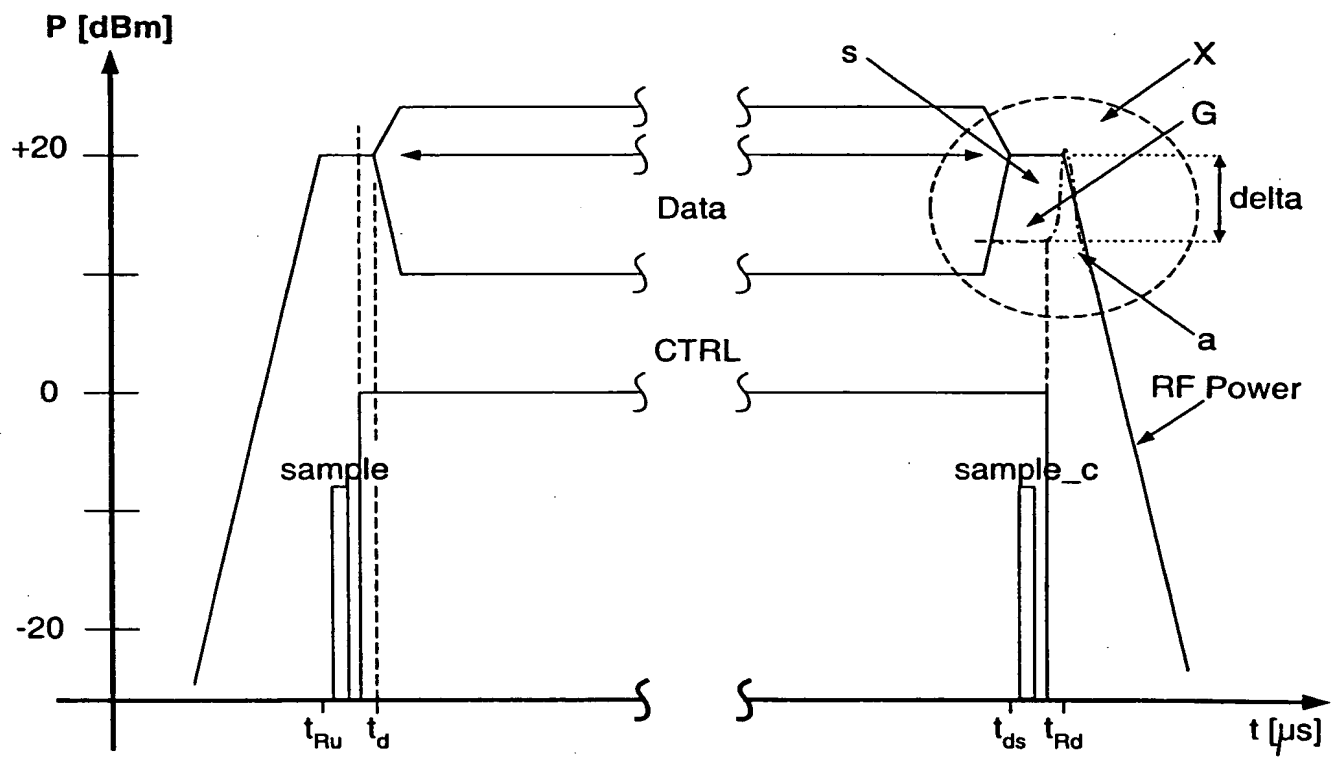 P [dBm]
s
X
G
+20
delta
Data
a
CTRL
0
RF Power
sample
sample_c
-20
t_Ru
t_d
t_ds
t_Rd
t [µs]